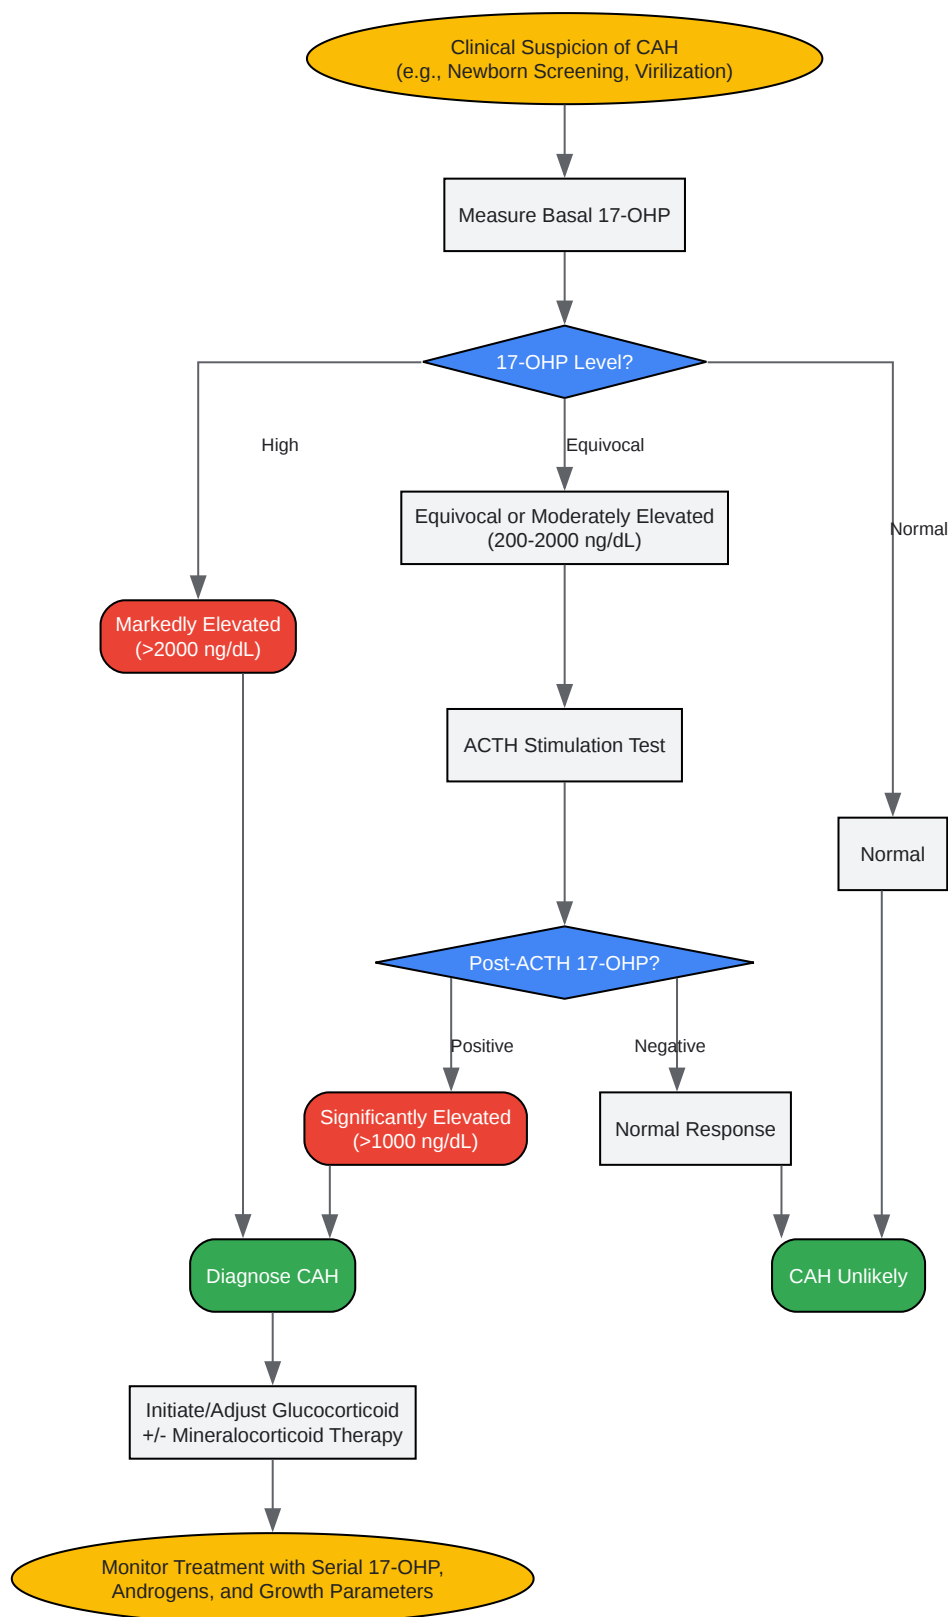 Clinical Suspicion of CAH
(e.g., Newborn Screening, Virilization)
Measure Basal 17-OHP
17-OHP Level?
High
Equivocal
Equivocal or Moderately Elevated
(200-2000 ng/dL)
Normal
Markedly Elevated
(>2000 ng/dL)
ACTH Stimulation Test
Normal
Post-ACTH 17-OHP?
Positive
Negative
Significantly Elevated
(>1000 ng/dL)
Normal Response
Diagnose CAH
CAH Unlikely
Initiate/Adjust Glucocorticoid
+/- Mineralocorticoid Therapy
Monitor Treatment with Serial 17-OHP,
Androgens, and Growth Parameters